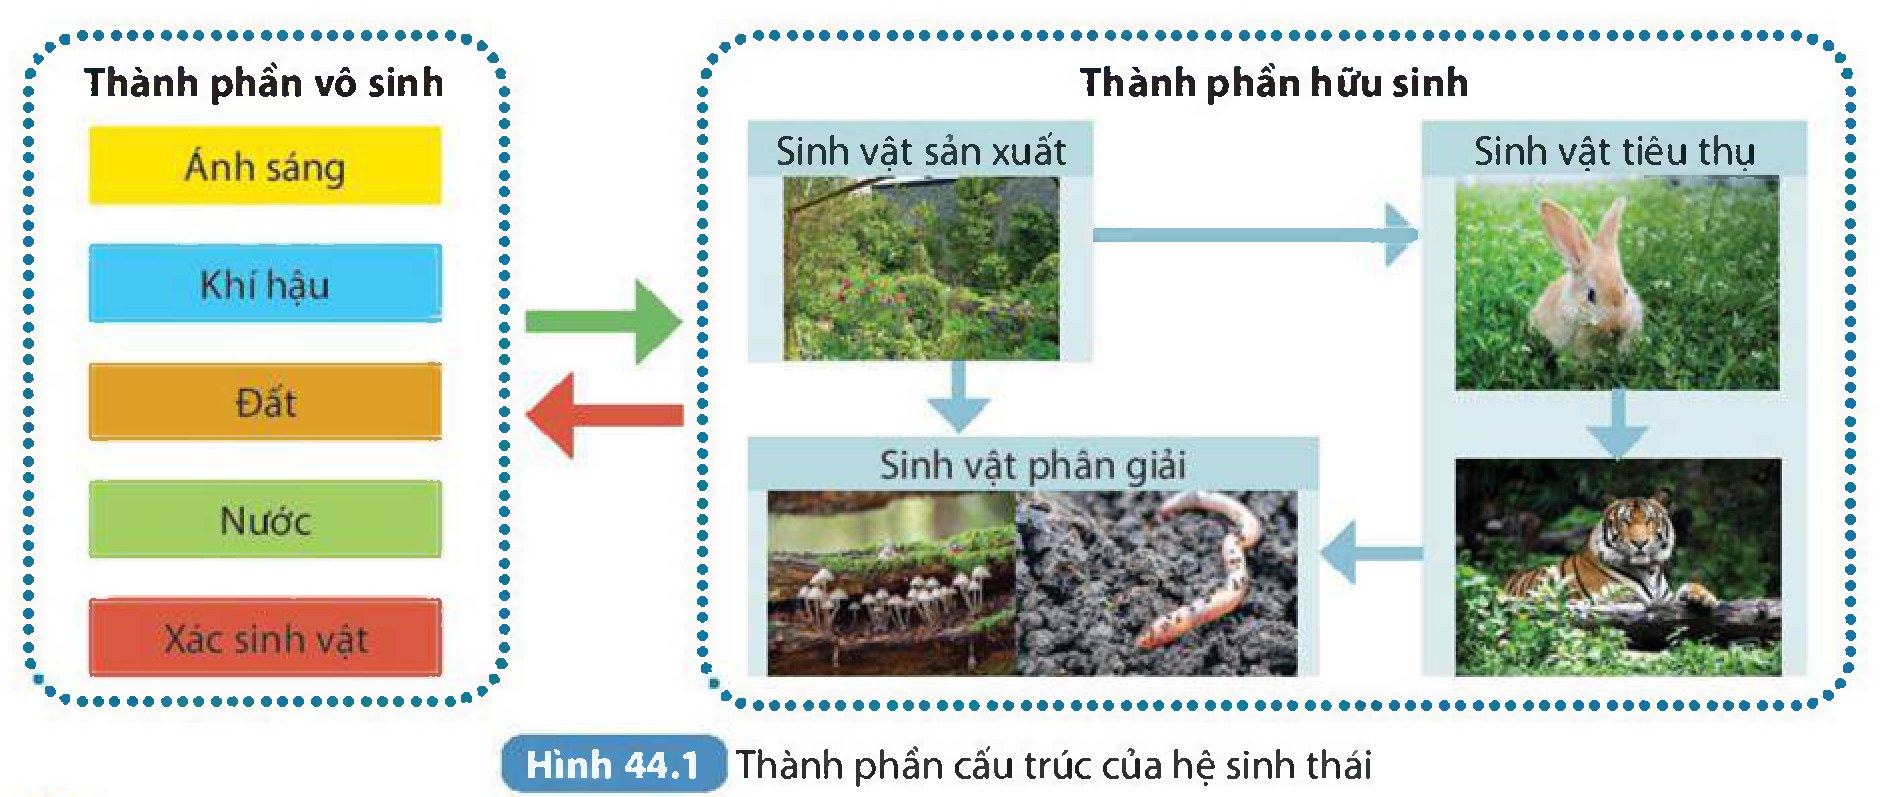 Thành phần vô sinh
Ánh sáng
Khí hậu
Đất
Nước
Xác sinh vật
Thành phần hữu sinh
Sinh vật sản xuất
Sinh vật tiêu thụ
Sinh vật phân giải
Hình 44.1 Thành phần cấu trúc của hệ sinh thái